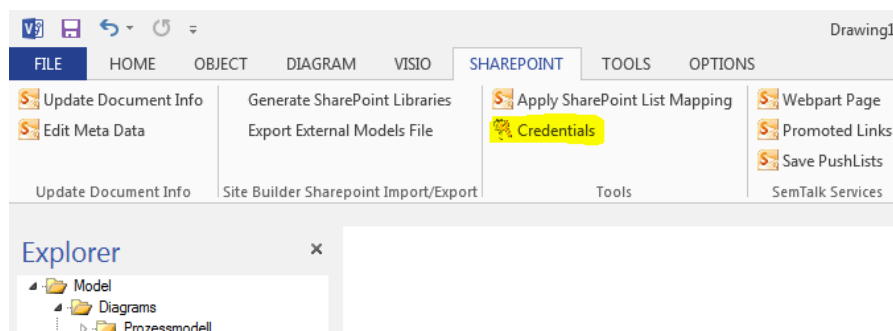 Drawing1
FILE HOME OBJECT DIAGRAM VISIO SHAREPOINT TOOLS OPTIONS
Update Document Info
Edit Meta Data
Update Document Info
Generate SharePoint Libraries
Export External Models File
Site Builder Sharepoint Import/Export
Apply SharePoint List Mapping
Credentials
Tools
Webpart Page
Promoted Links
Save PushLists
SemTalk Services
Explorer
Model
Diagrams
Prozessmodell